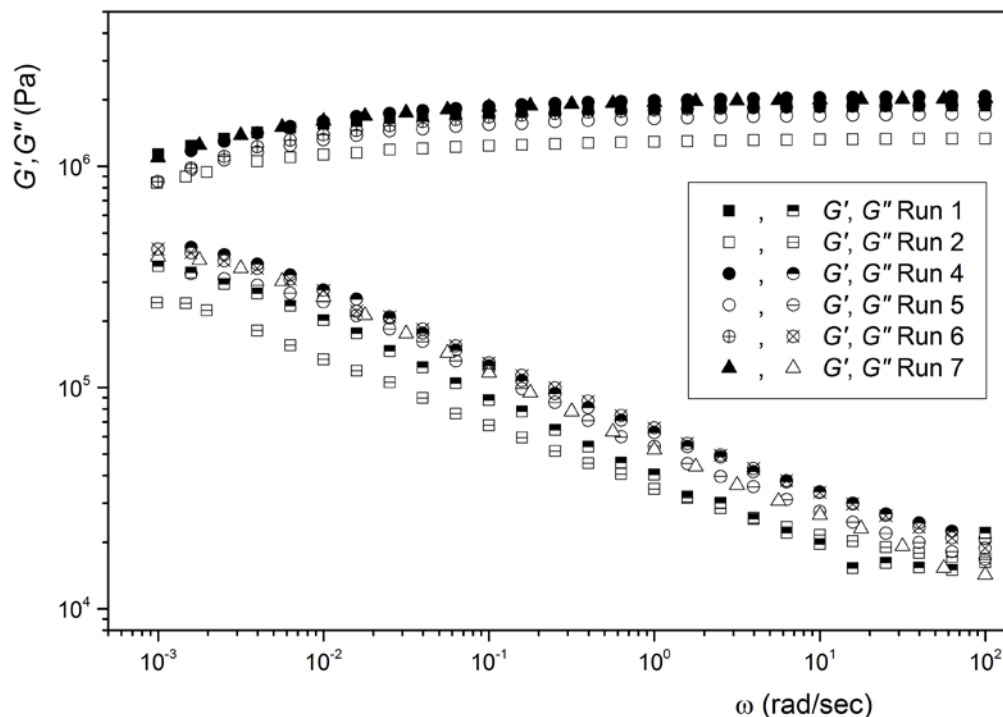 G′, G″ (Pa)
10⁶
10⁵
10⁴
, G′, G″ Run 1
, G′, G″ Run 2
, G′, G″ Run 4
, G′, G″ Run 5
, G′, G″ Run 6
, G′, G″ Run 7
10⁻³ 10⁻² 10⁻¹ 10⁰ 10¹ 10²
ω (rad/sec)